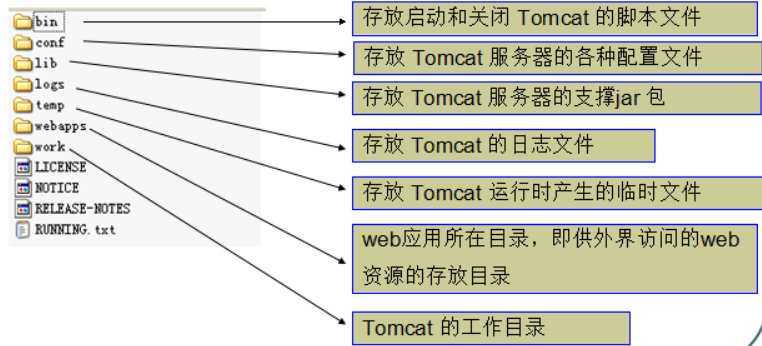 bin
conf
lib
logs
temp
webapps
work
LICENSE
NOTICE
RELEASE-NOTES
RUNNING.txt
存放启动和关闭 Tomcat 的脚本文件
存放 Tomcat 服务器的各种配置文件
存放 Tomcat 服务器的支撑jar 包
存放 Tomcat 的日志文件
存放 Tomcat 运行时产生的临时文件
web应用所在目录，即供外界访问的web
资源的存放目录
Tomcat 的工作目录